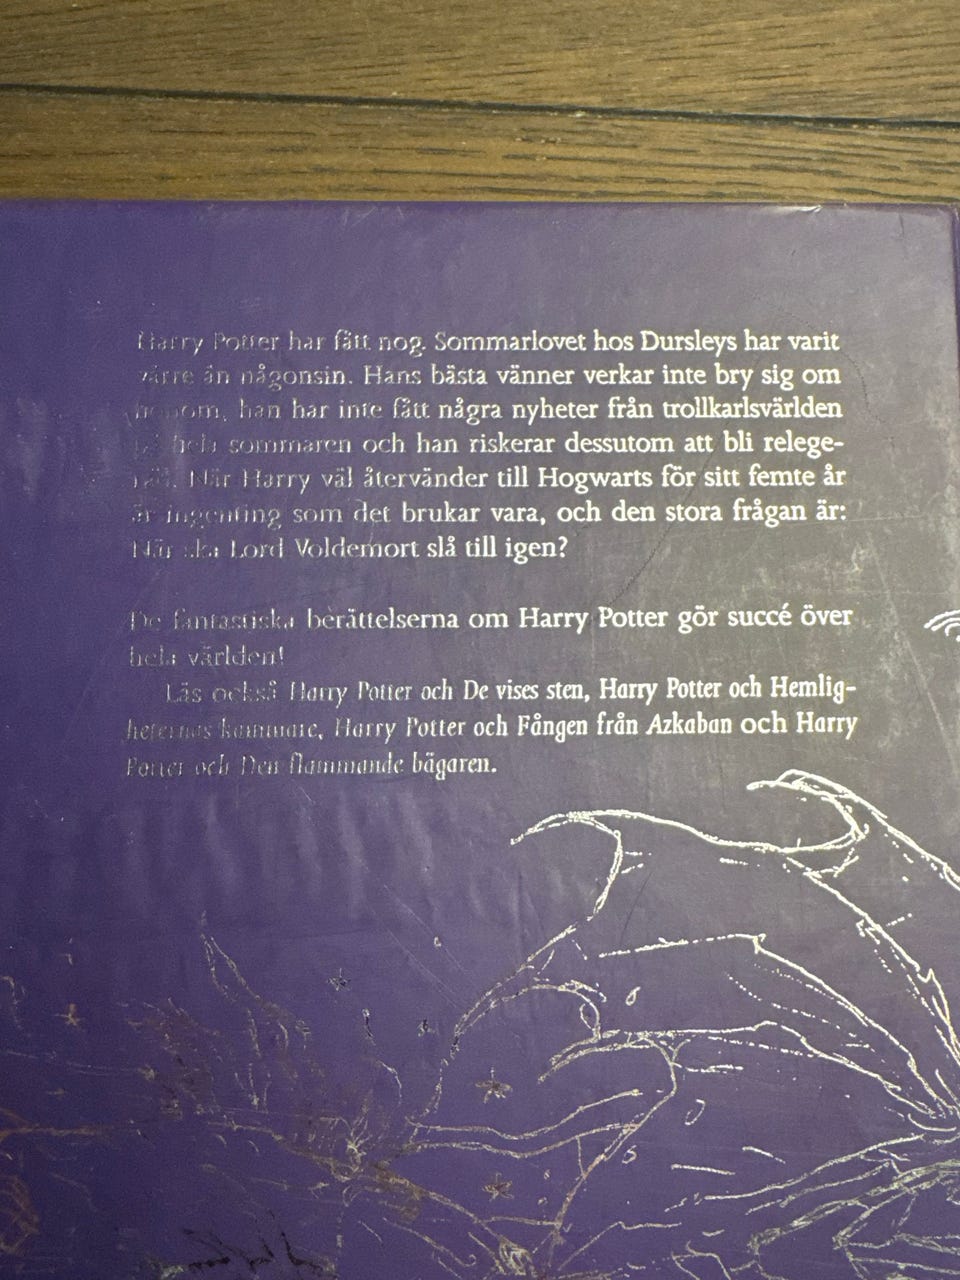 Harry Potter har fått nog. Sommarlovet hos Dursleys har varit
värre än någonsin. Hans bästa vänner verkar inte bry sig om
honom, han har inte fått några nyheter från trollkarlsvärlden
på hela sommaren och han riskerar dessutom att bli relege-
rad. När Harry väl återvänder till Hogwarts för sitt femte år
är ingenting som det brukar vara, och den stora frågan är:
När ska Lord Voldemort slå till igen?
De fantastiska berättelserna om Harry Potter gör succé över
hela världen!
Läs också Harry Potter och De vises sten, Harry Potter och Hemlig-
heternas kammare, Harry Potter och Fången från Azkaban och Harry
Potter och Den flammande bägaren.